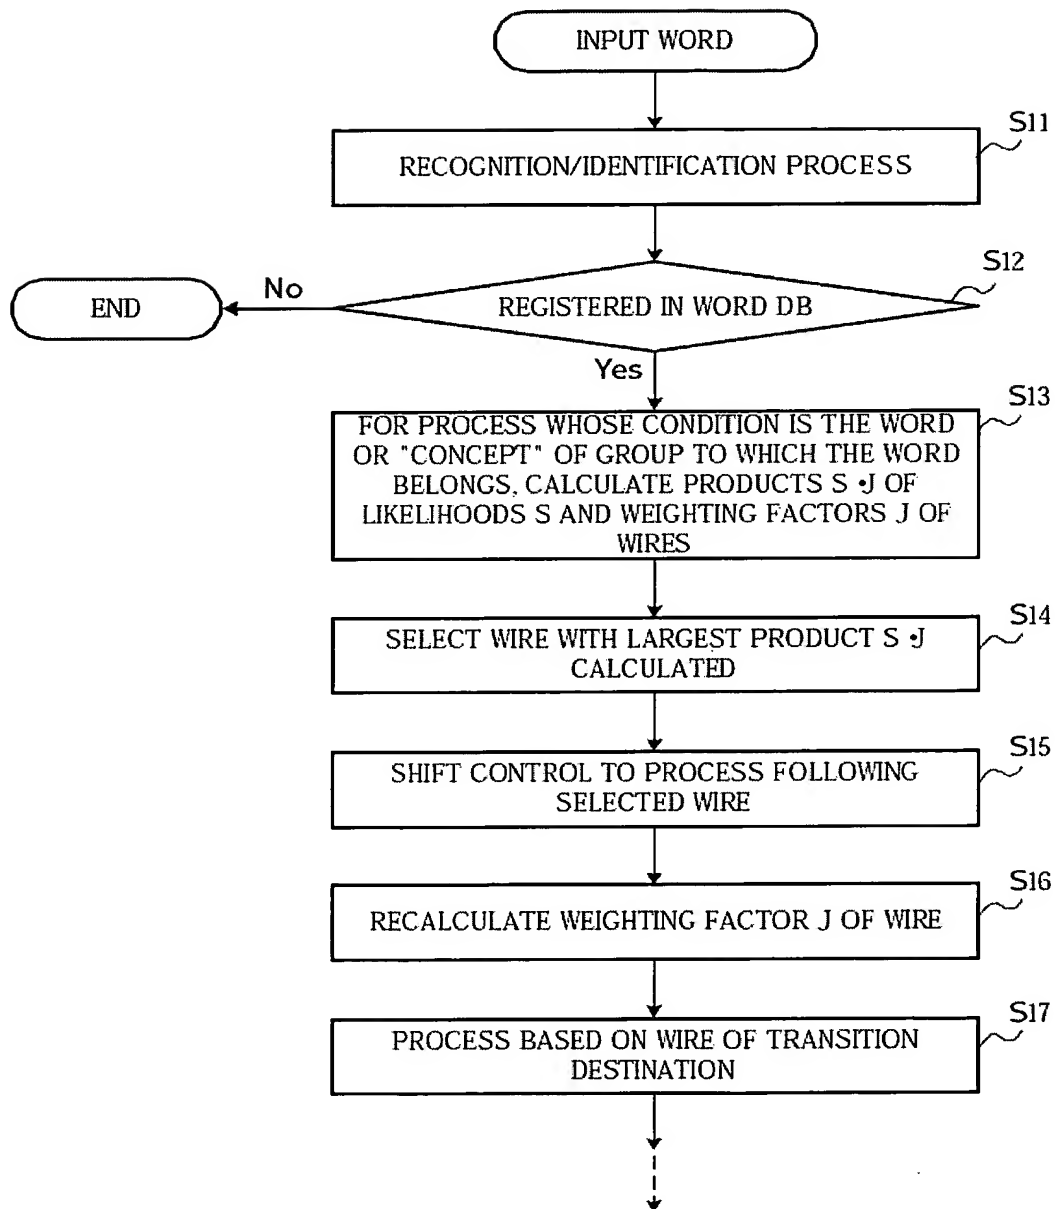 INPUT WORD
S11
RECOGNITION/IDENTIFICATION PROCESS
S12
REGISTERED IN WORD DB
No
END
Yes
S13
FOR PROCESS WHOSE CONDITION IS THE WORD
OR "CONCEPT" OF GROUP TO WHICH THE WORD
BELONGS, CALCULATE PRODUCTS S •J OF
LIKELIHOODS S AND WEIGHTING FACTORS J OF
WIRES
S14
SELECT WIRE WITH LARGEST PRODUCT S •J
CALCULATED
S15
SHIFT CONTROL TO PROCESS FOLLOWING
SELECTED WIRE
S16
RECALCULATE WEIGHTING FACTOR J OF WIRE
S17
PROCESS BASED ON WIRE OF TRANSITION
DESTINATION